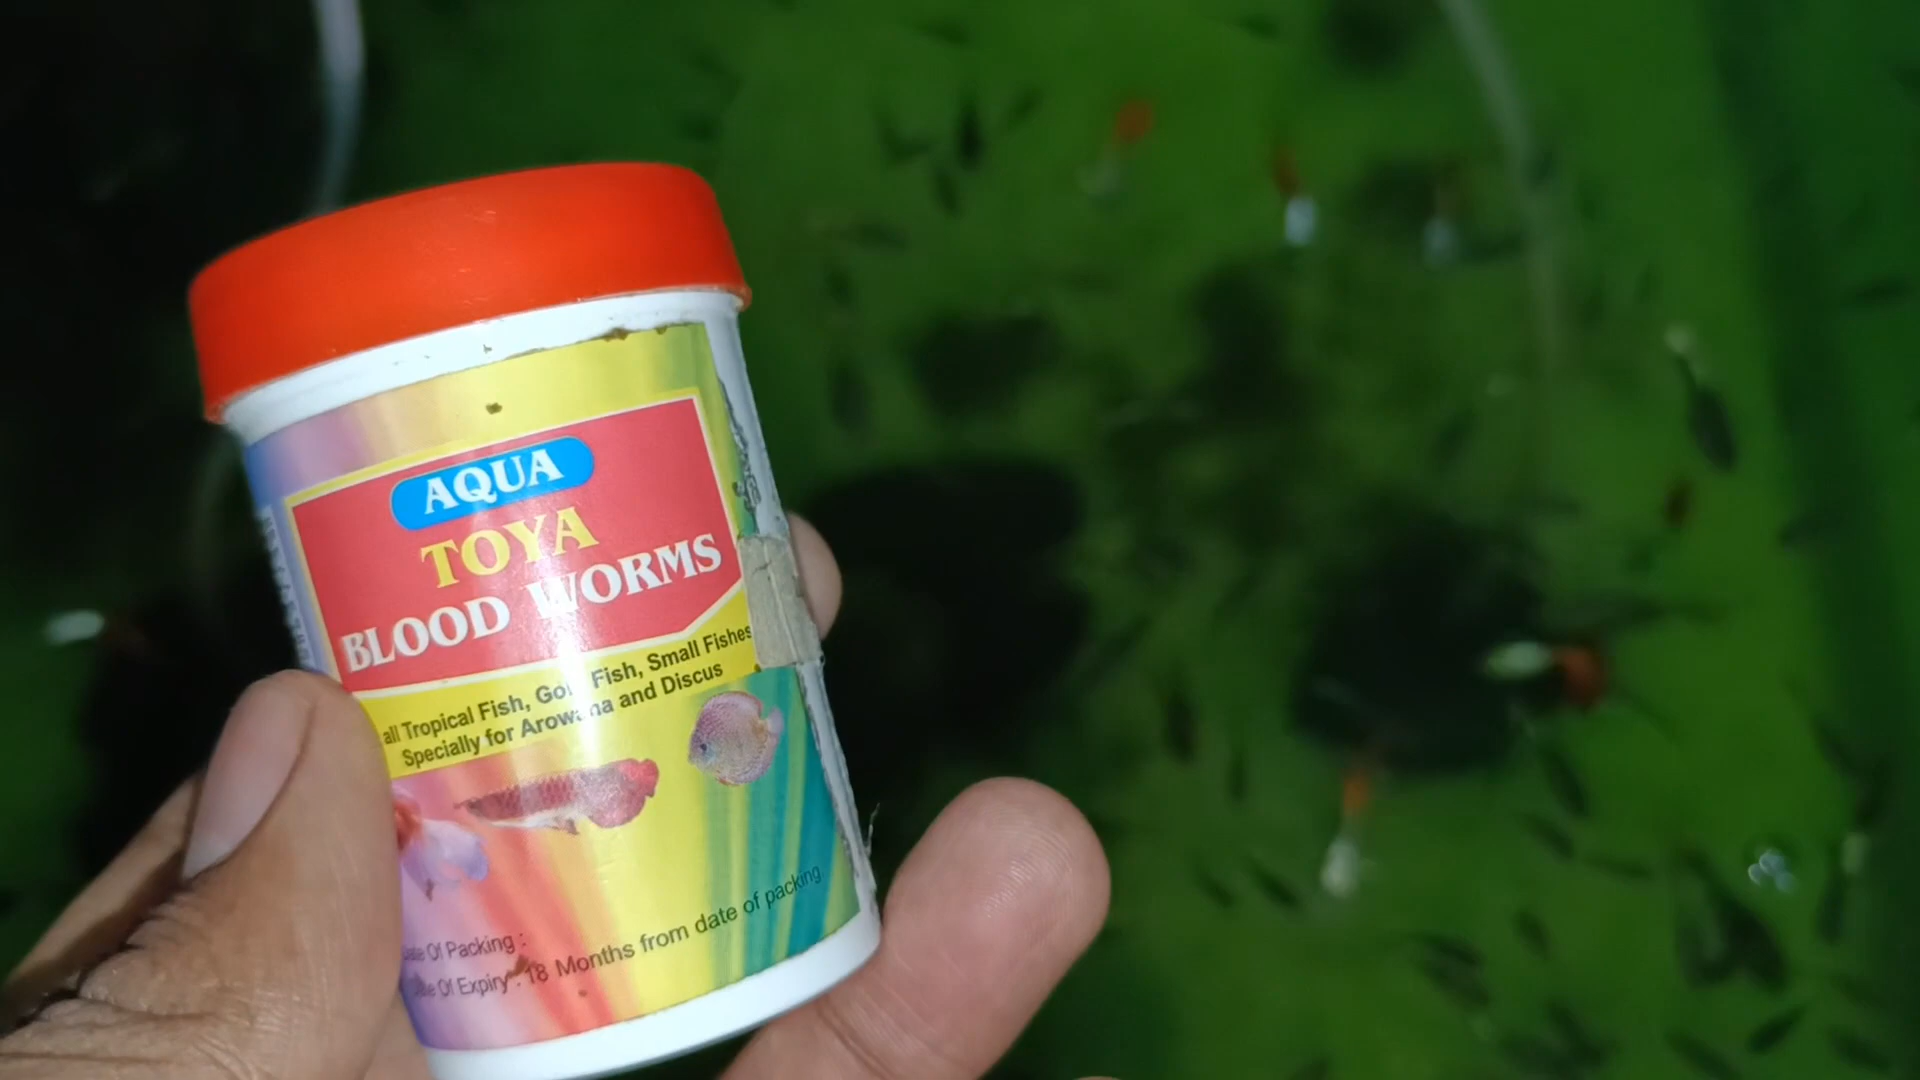 AQUA
TOYA
BLOOD WORMS
all Tropical Fish, Gold Fish, Small Fishes
Specially for Arowana and Discus
Date Of Packing :
Date Of Expiry : 18 Months from date of packing